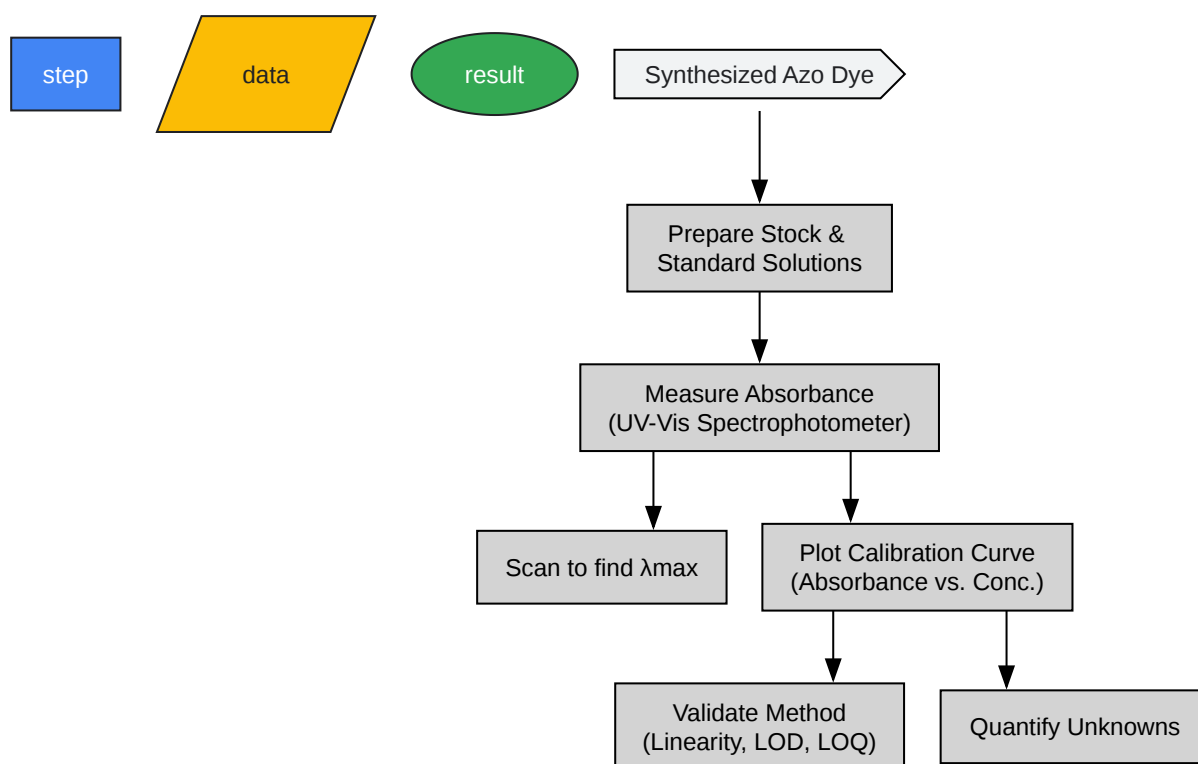 step
data
result
Synthesized Azo Dye
Prepare Stock &
Standard Solutions
Measure Absorbance
(UV-Vis Spectrophotometer)
Scan to find λmax
Plot Calibration Curve
(Absorbance vs. Conc.)
Validate Method
(Linearity, LOD, LOQ)
Quantify Unknowns